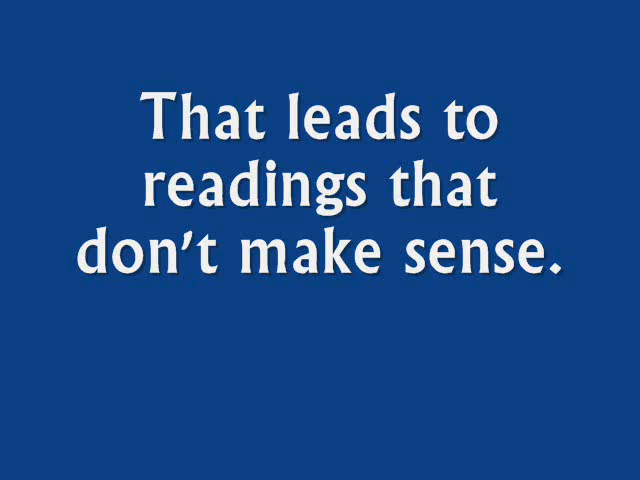 That leads to
readings that
don't make sense.